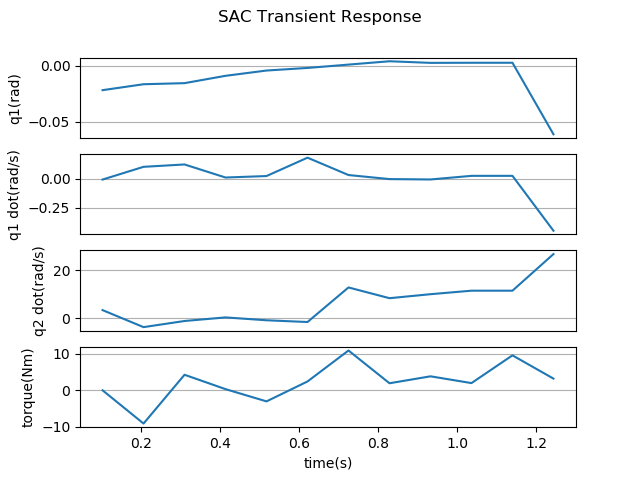 SAC Transient Response
0.00
−0.05
q1(rad)
0.00
−0.25
q1 dot(rad/s)
20
0
q2 dot(rad/s)
10
0
−10
torque(Nm)
0.2 0.4 0.6 0.8 1.0 1.2
time(s)